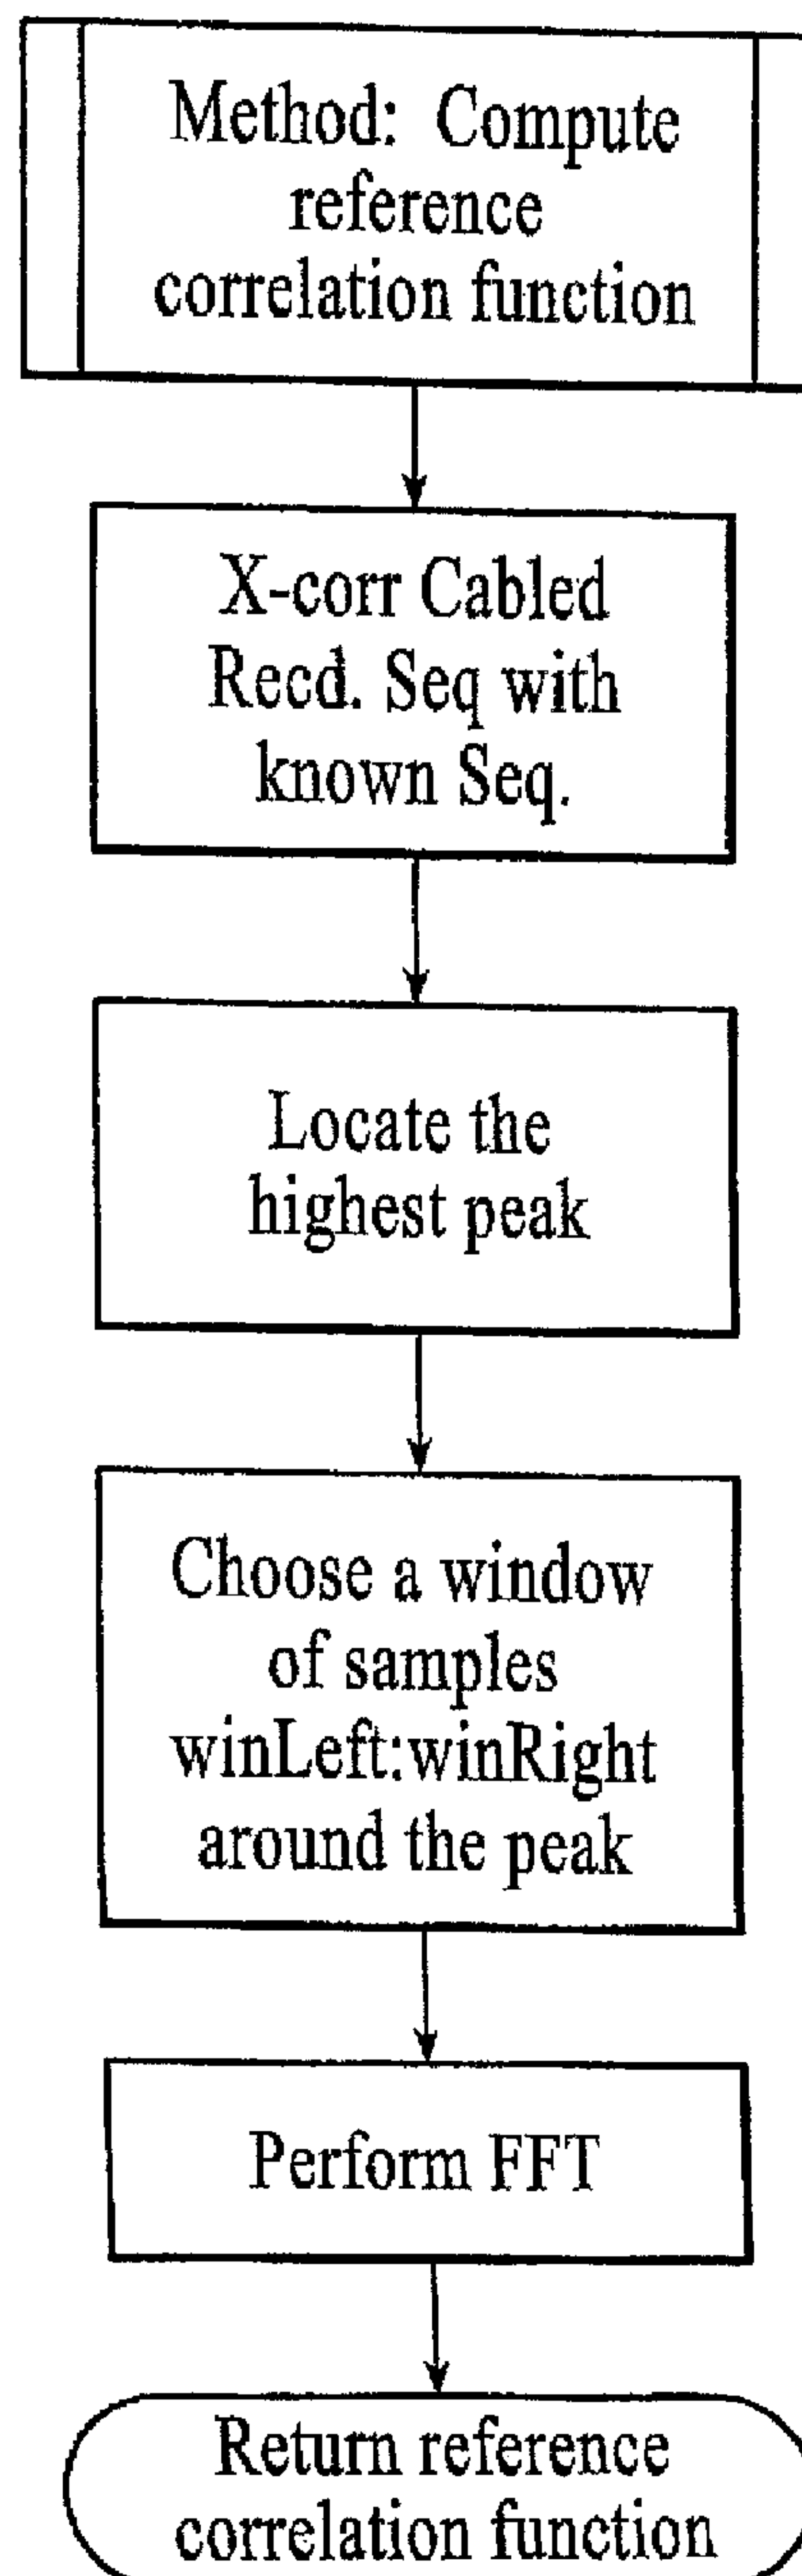 Method: Compute
reference
correlation function
X-corr Cabled
Recd. Seq with
known Seq.
Locate the
highest peak
Choose a window
of samples
winLeft:winRight
around the peak
Perform FFT
Return reference
correlation function